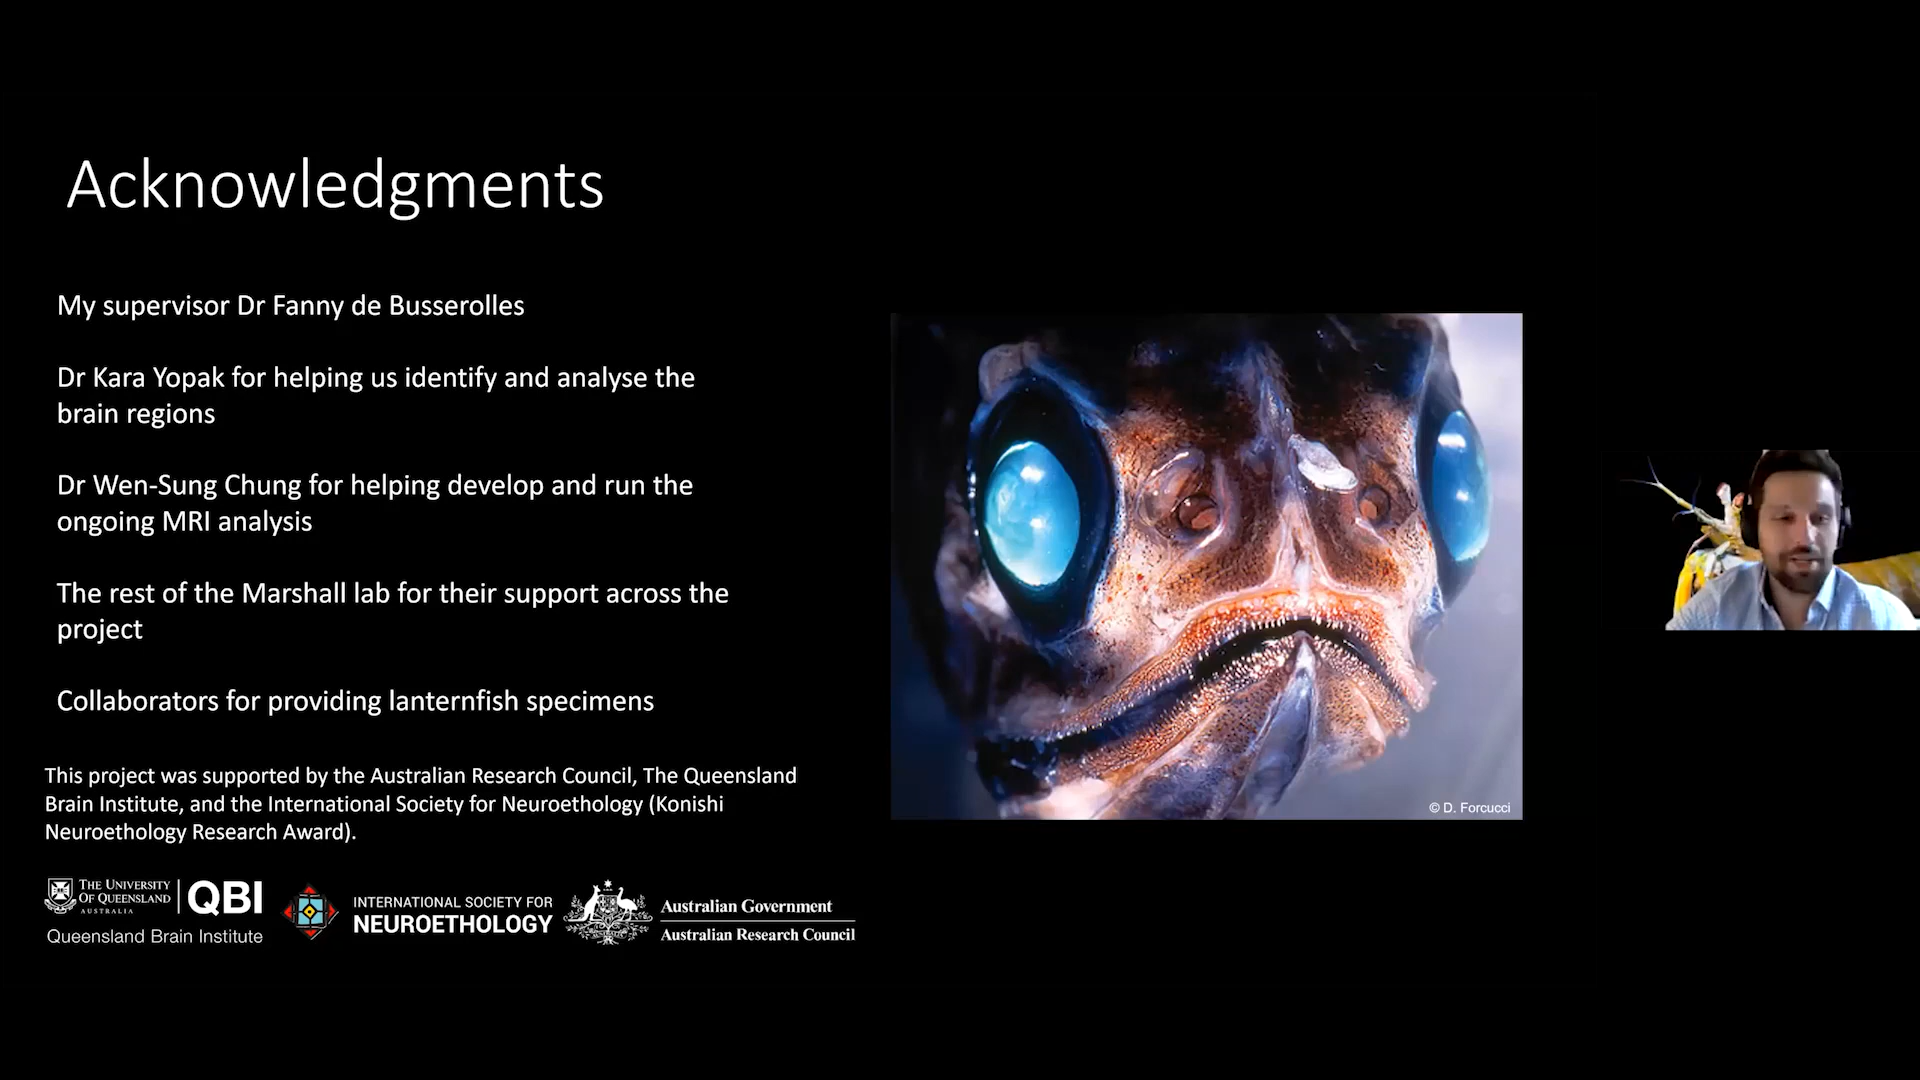 Acknowledgments
My supervisor Dr Fanny de Busserolles
Dr Kara Yopak for helping us identify and analyse the
brain regions
Dr Wen-Sung Chung for helping develop and run the
ongoing MRI analysis
The rest of the Marshall lab for their support across the
project
Collaborators for providing lanternfish specimens
This project was supported by the Australian Research Council, The Queensland
Brain Institute, and the International Society for Neuroethology (Konishi
Neuroethology Research Award).
© D. Forcucci
THE UNIVERSITY
OF QUEENSLAND
AUSTRALIA
QBI
Queensland Brain Institute
INTERNATIONAL SOCIETY FOR
NEUROETHOLOGY
Australian Government
Australian Research Council